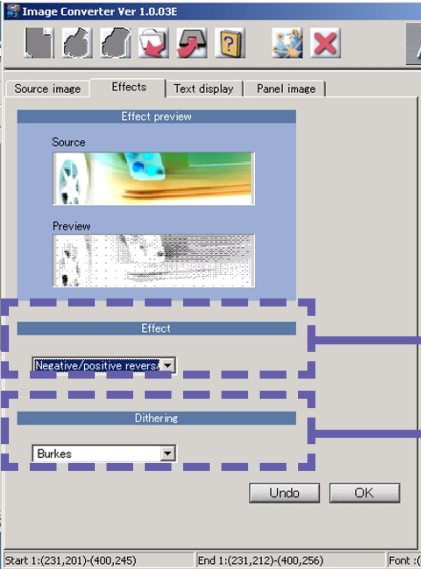 Image Converter Ver 1.0.03E
Source image Effects Text display Panel image
Effect preview
Source
Preview
Effect
Negative/positive revers
Dithering
Burkes
Undo OK
Start 1:(231,201)-(400,245) End 1:(231,212)-(400,256) Font :(